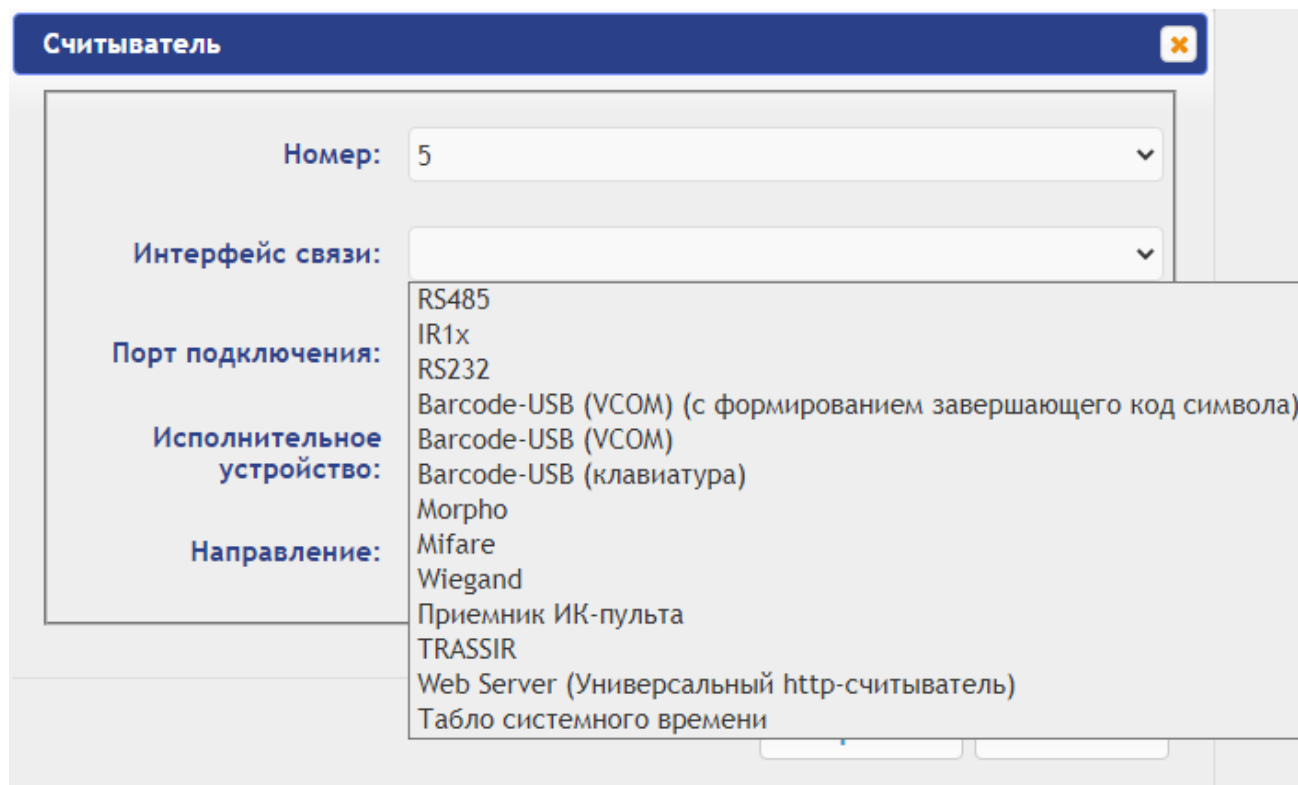 Считыватель
Номер:
5
Интерфейс связи:
RS485
IR1x
Порт подключения:
RS232
Barcode-USB (VCOM) (с формированием завершающего код символа)
Исполнительное
устройство:
Barcode-USB (VCOM)
Barcode-USB (клавиатура)
Morpho
Направление:
Mifare
Wiegand
Приемник ИК-пульта
TRASSIR
Web Server (Универсальный http-считыватель)
Табло системного времени